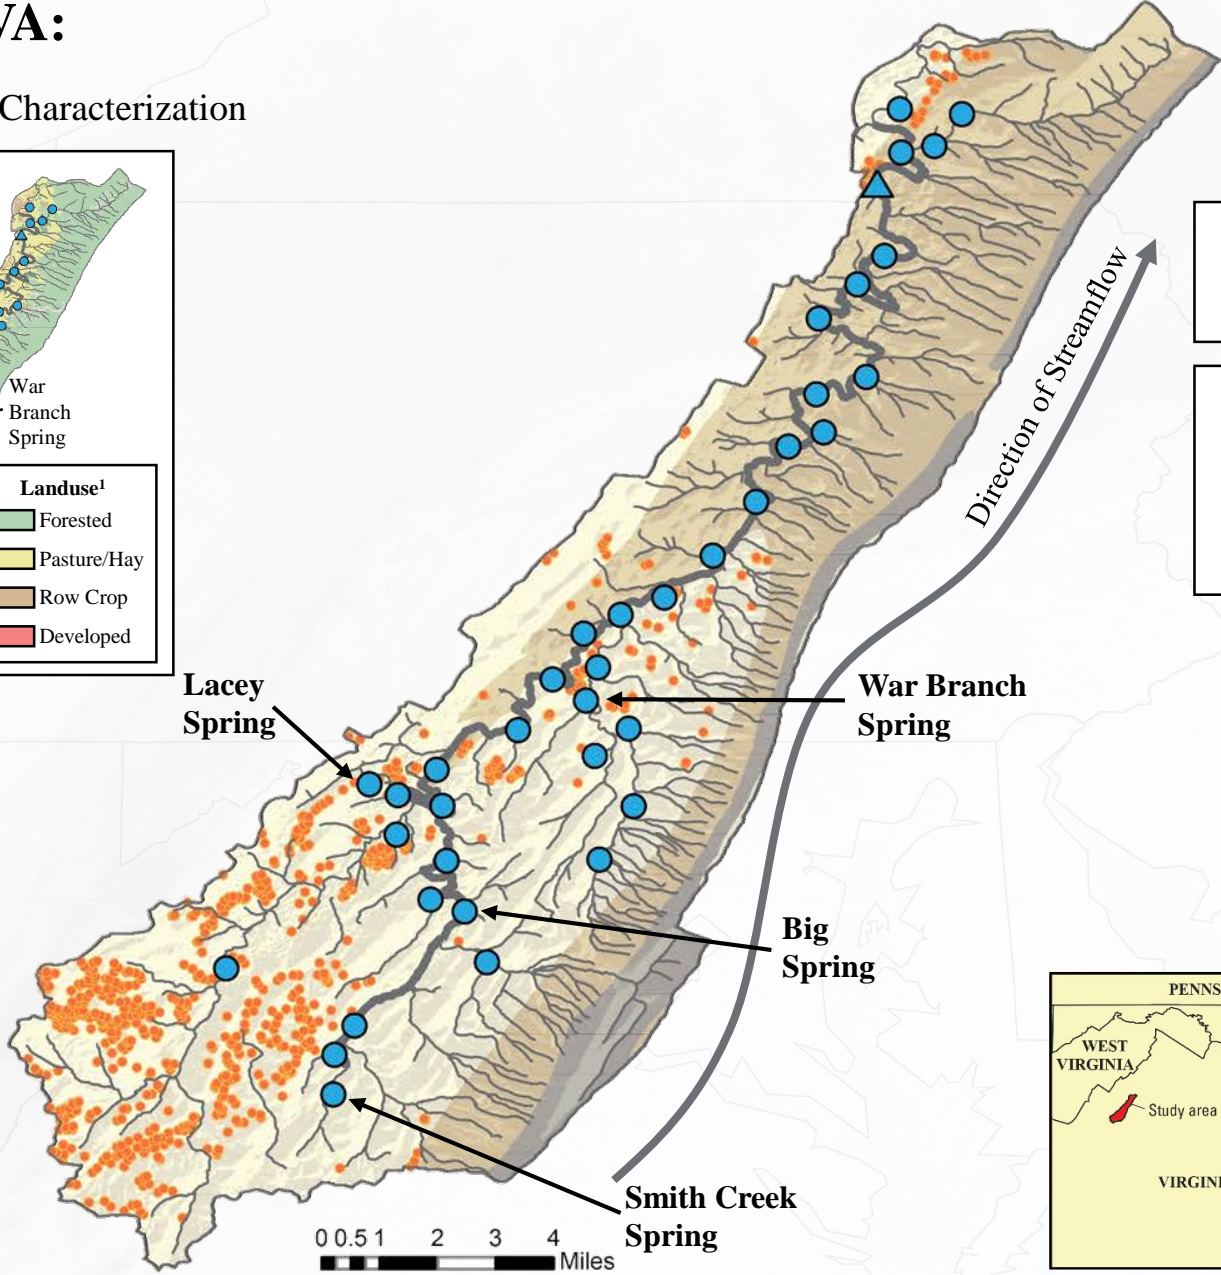 VA:
Characterization
War
Branch
Spring
Landuse¹
Forested
Pasture/Hay
Row Crop
Developed
Direction of Streamflow
Lacey
Spring
War Branch
Spring
Big
Spring
Smith Creek
Spring
0 0.5 1 2 3 4
Miles
PENNS
WEST
VIRGINIA
Study area
VIRGINI